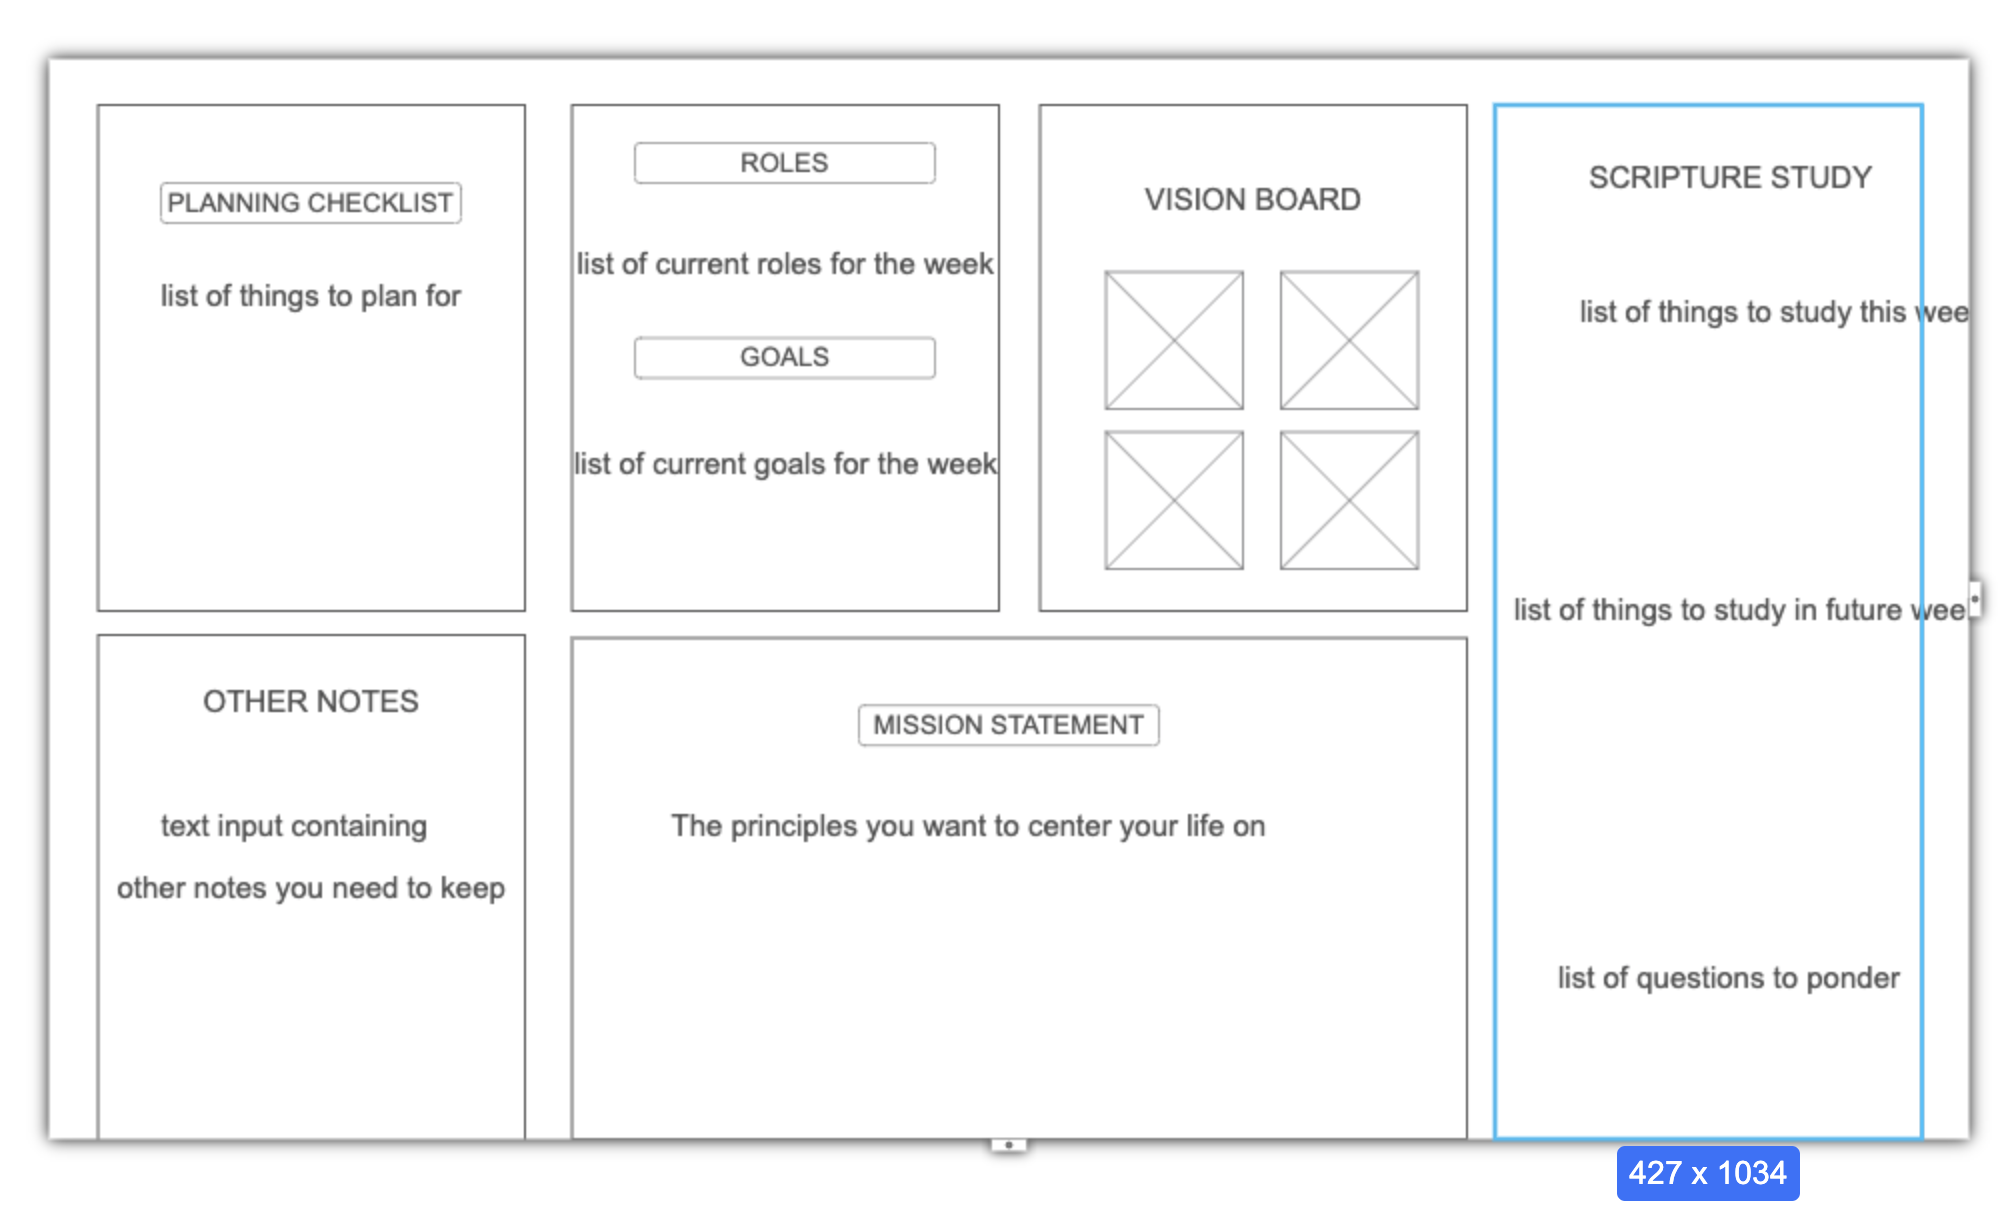 PLANNING CHECKLIST
list of things to plan for
ROLES
list of current roles for the week
GOALS
list of current goals for the week
VISION BOARD
SCRIPTURE STUDY
list of things to study this wee
list of things to study in future wee
list of questions to ponder
OTHER NOTES
text input containing
other notes you need to keep
MISSION STATEMENT
The principles you want to center your life on
427 x 1034